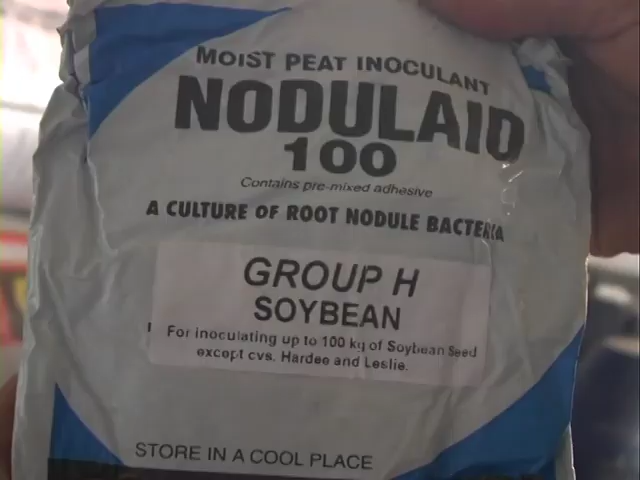 MOIST PEAT INOCULANT
NODULAID
100
Contains pre-mixed adhasive
A CULTURE OF ROOT NODULE BACTERIA
GROUP H
SOYBEAN
For inoculating up to 100 kg of Soybean Seed
except cvs. Hardee and Leslie.
STORE IN A COOL PLACE